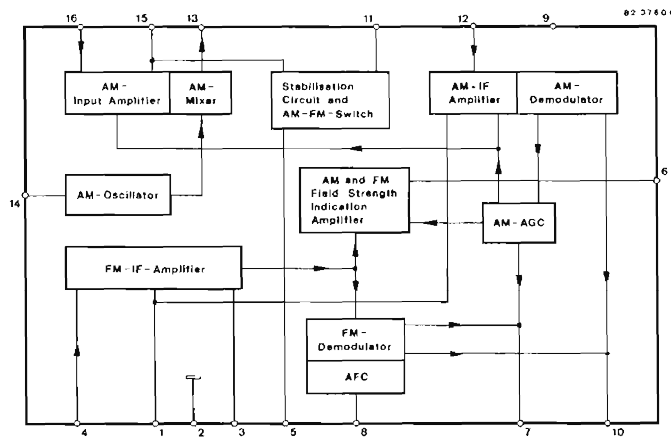 82 3760
16 15 13 11 12 9
AM-
Input Amplifier
AM-
Mixar
Stabilisation
Circuit and
AM-FM-Switch
AM-IF
Amplifier
AM-
Demodulator
6
14
AM-Oscillator
AM and FM
Field Strength
Indication
Amplifier
AM-AGC
FM-IF-Amplifier
FM-
Demodulator
AFC
4 1 2 3 5 8 7 10